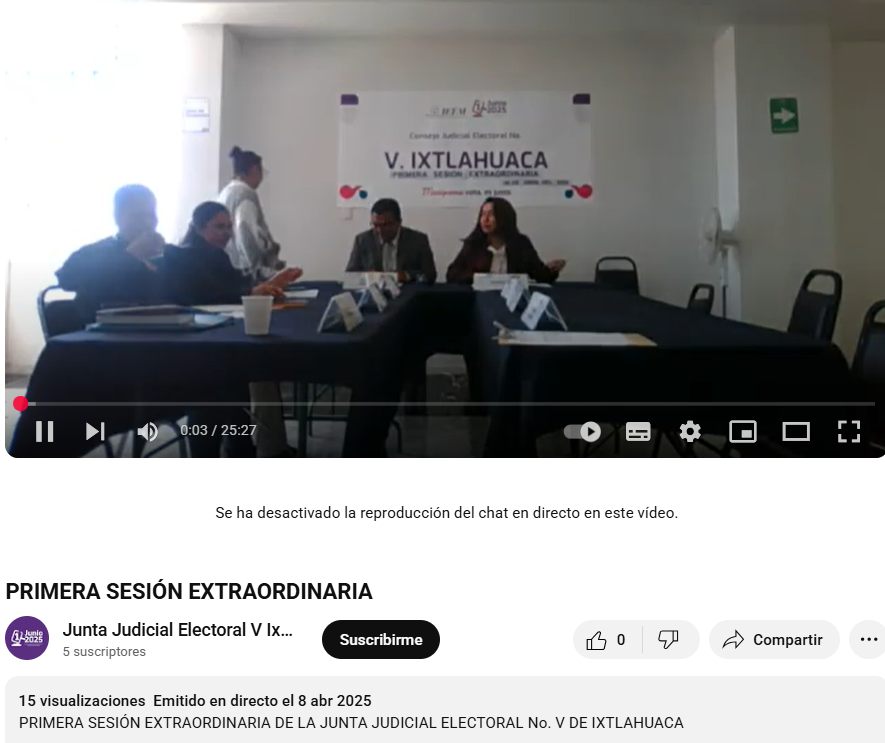 IEEM Junio 2025
Consejo Judicial Electoral No.
V. IXTLAHUACA
PRIMERA SESIÓN EXTRAORDINARIA
0:03 / 25:27
Se ha desactivado la reproducción del chat en directo en este vídeo.
PRIMERA SESIÓN EXTRAORDINARIA
Junio 2025
Junta Judicial Electoral V Ix...
5 suscriptores
Suscribirme
0
Compartir
15 visualizaciones Emitido en directo el 8 abr 2025
PRIMERA SESIÓN EXTRAORDINARIA DE LA JUNTA JUDICIAL ELECTORAL No. V DE IXTLAHUACA